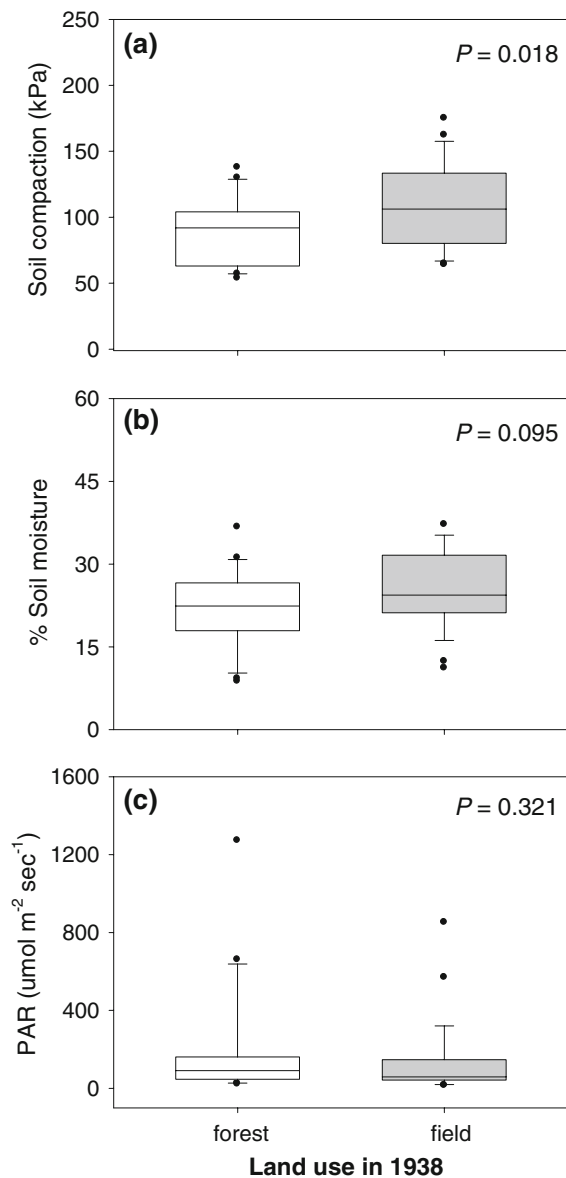 (a)
P = 0.018
Soil compaction (kPa)
250
200
150
100
50
0
(b)
P = 0.095
% Soil moisture
60
45
30
15
0
(c)
P = 0.321
PAR (umol m⁻² sec⁻¹)
1600
1200
800
400
0
forest field
Land use in 1938